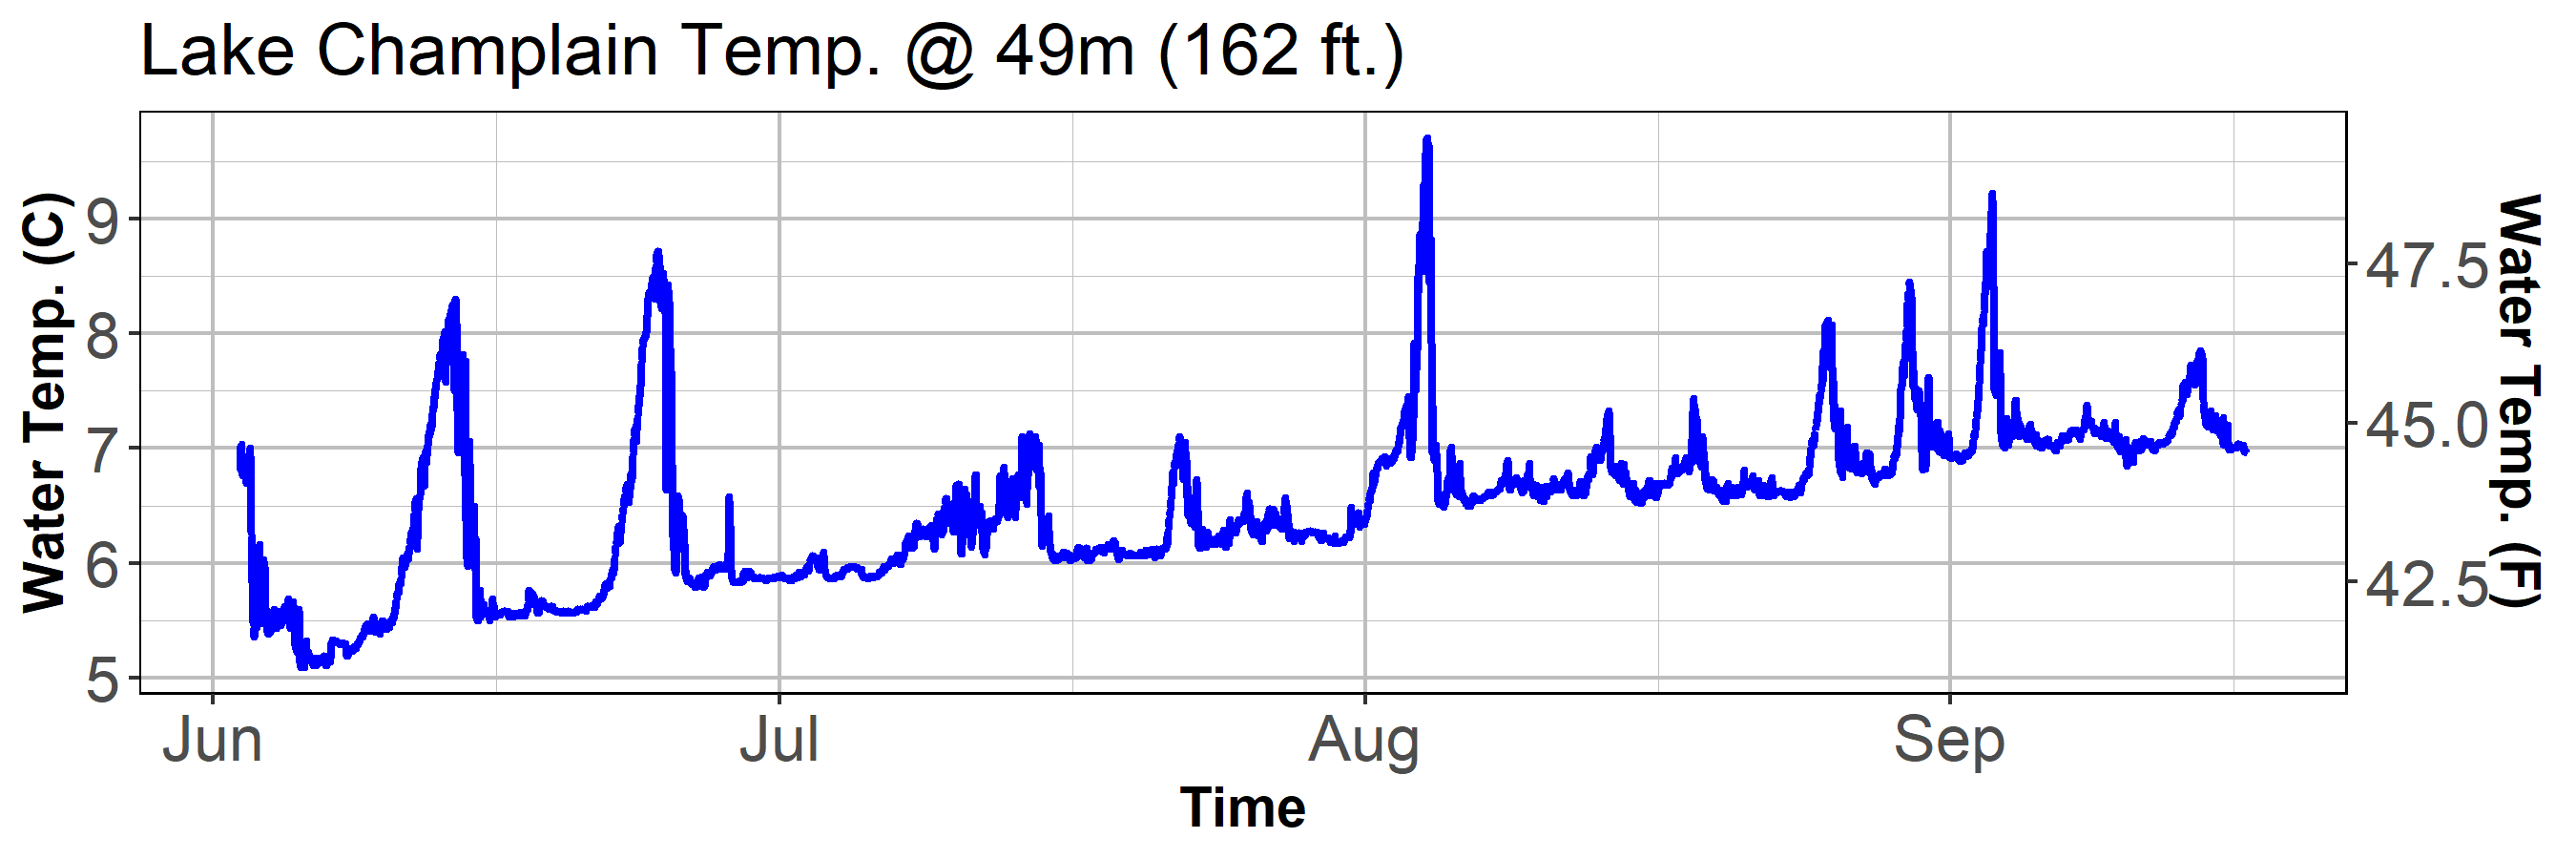 Lake Champlain Temp. @ 49m (162 ft.)
Water Temp. (C)
9
8
7
6
5
47.5
45.0
42.5
Water Temp. (F)
Jun Jul Aug Sep
Time